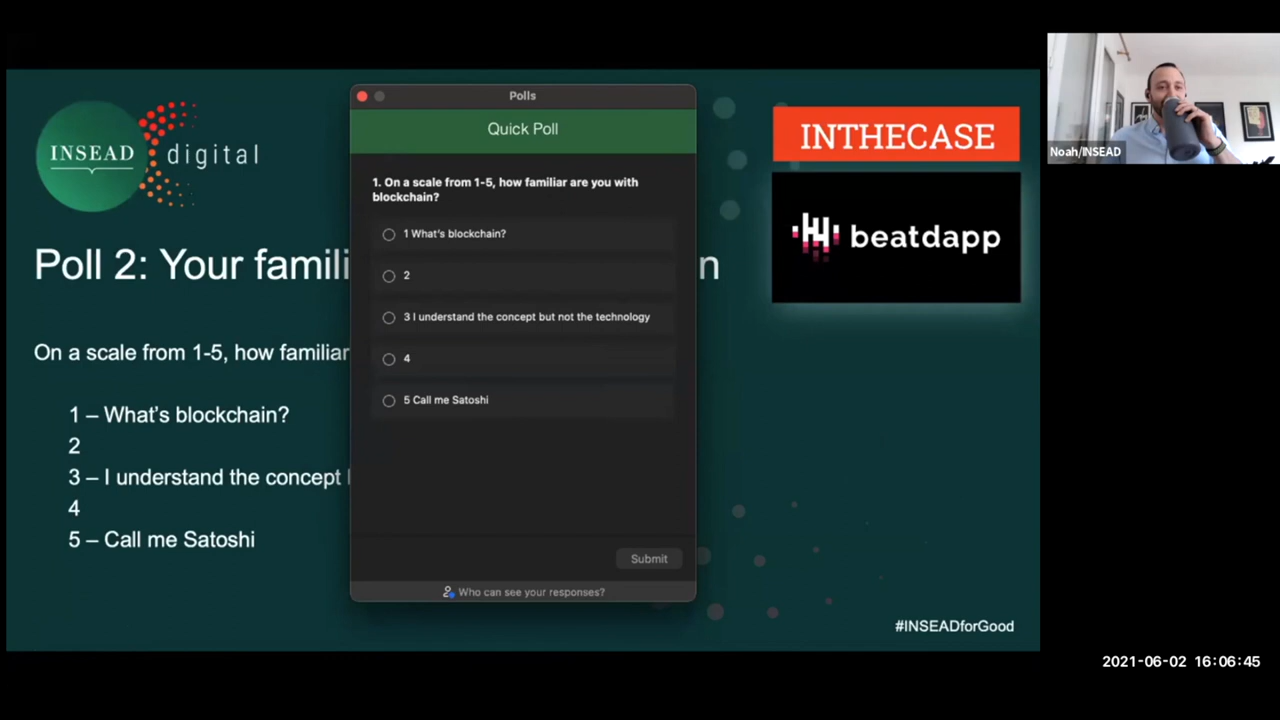 INSEAD
digital
Poll 2: Your famili
n
On a scale from 1-5, how familiar
1 – What's blockchain?
2
3 – I understand the concept
4
5 – Call me Satoshi
Polls
Quick Poll
1. On a scale from 1-5, how familiar are you with
blockchain?
1 What's blockchain?
2
3 I understand the concept but not the technology
4
5 Call me Satoshi
Submit
Who can see your responses?
INTHECASE
beatdapp
#INSEADforGood
Noah/INSEAD
2021-06-02 16:06:45